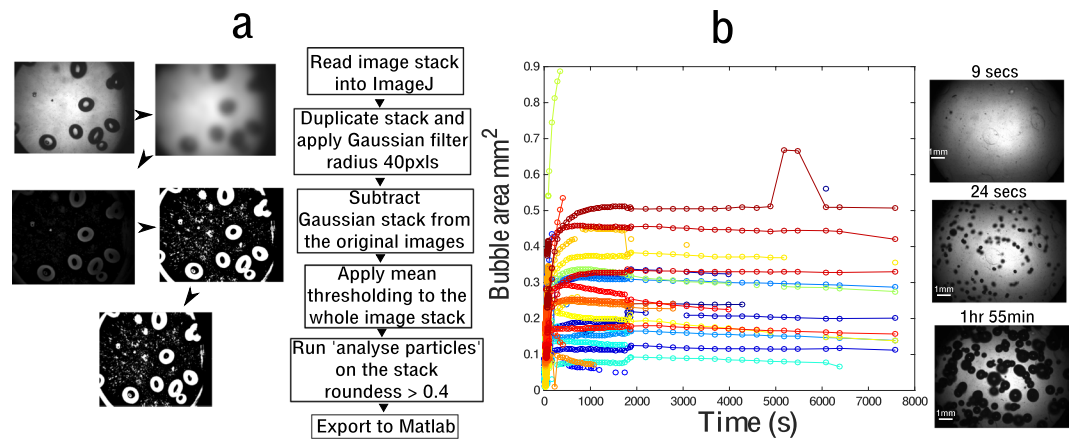 a
Read image stack
into ImageJ
Duplicate stack and
apply Gaussian filter
radius 40pxls
Subtract
Gaussian stack from
the original images
Apply mean
thresholding to the
whole image stack
Run 'analyse particles'
on the stack
roundess > 0.4
Export to Matlab
b
Bubble area mm2
0.9
0.8
0.7
0.6
0.5
0.4
0.3
0.2
0.1
0
0 1000 2000 3000 4000 5000 6000 7000 8000
Time (s)
9 secs
1mm
24 secs
1mm
1hr 55min
1mm